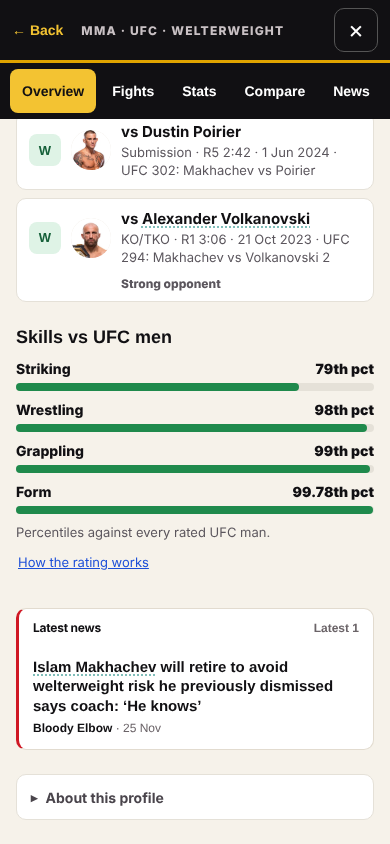 ← Back MMA · UFC · WELTERWEIGHT ×
Overview Fights Stats Compare News
W
vs Dustin Poirier
Submission · R5 2:42 · 1 Jun 2024 ·
UFC 302: Makhachev vs Poirier
W
vs Alexander Volkanovski
KO/TKO · R1 3:06 · 21 Oct 2023 · UFC
294: Makhachev vs Volkanovski 2
Strong opponent
Skills vs UFC men
Striking 79th pct
Wrestling 98th pct
Grappling 99th pct
Form 99.78th pct
Percentiles against every rated UFC man.
How the rating works
Latest news Latest 1
Islam Makhachev will retire to avoid
welterweight risk he previously dismissed
says coach: ‘He knows’
Bloody Elbow · 25 Nov
▸ About this profile